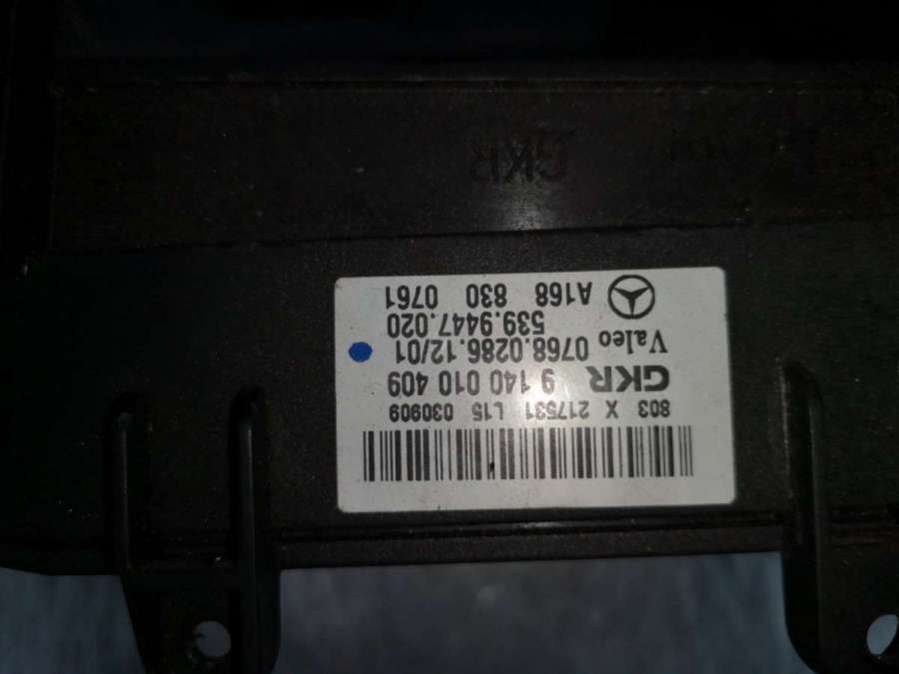 803 X 217531 L15 030909
GKR 9 140 010 409
Valeo 0768.0286.12/01
539.9447.020
A168 830 0761
GKR